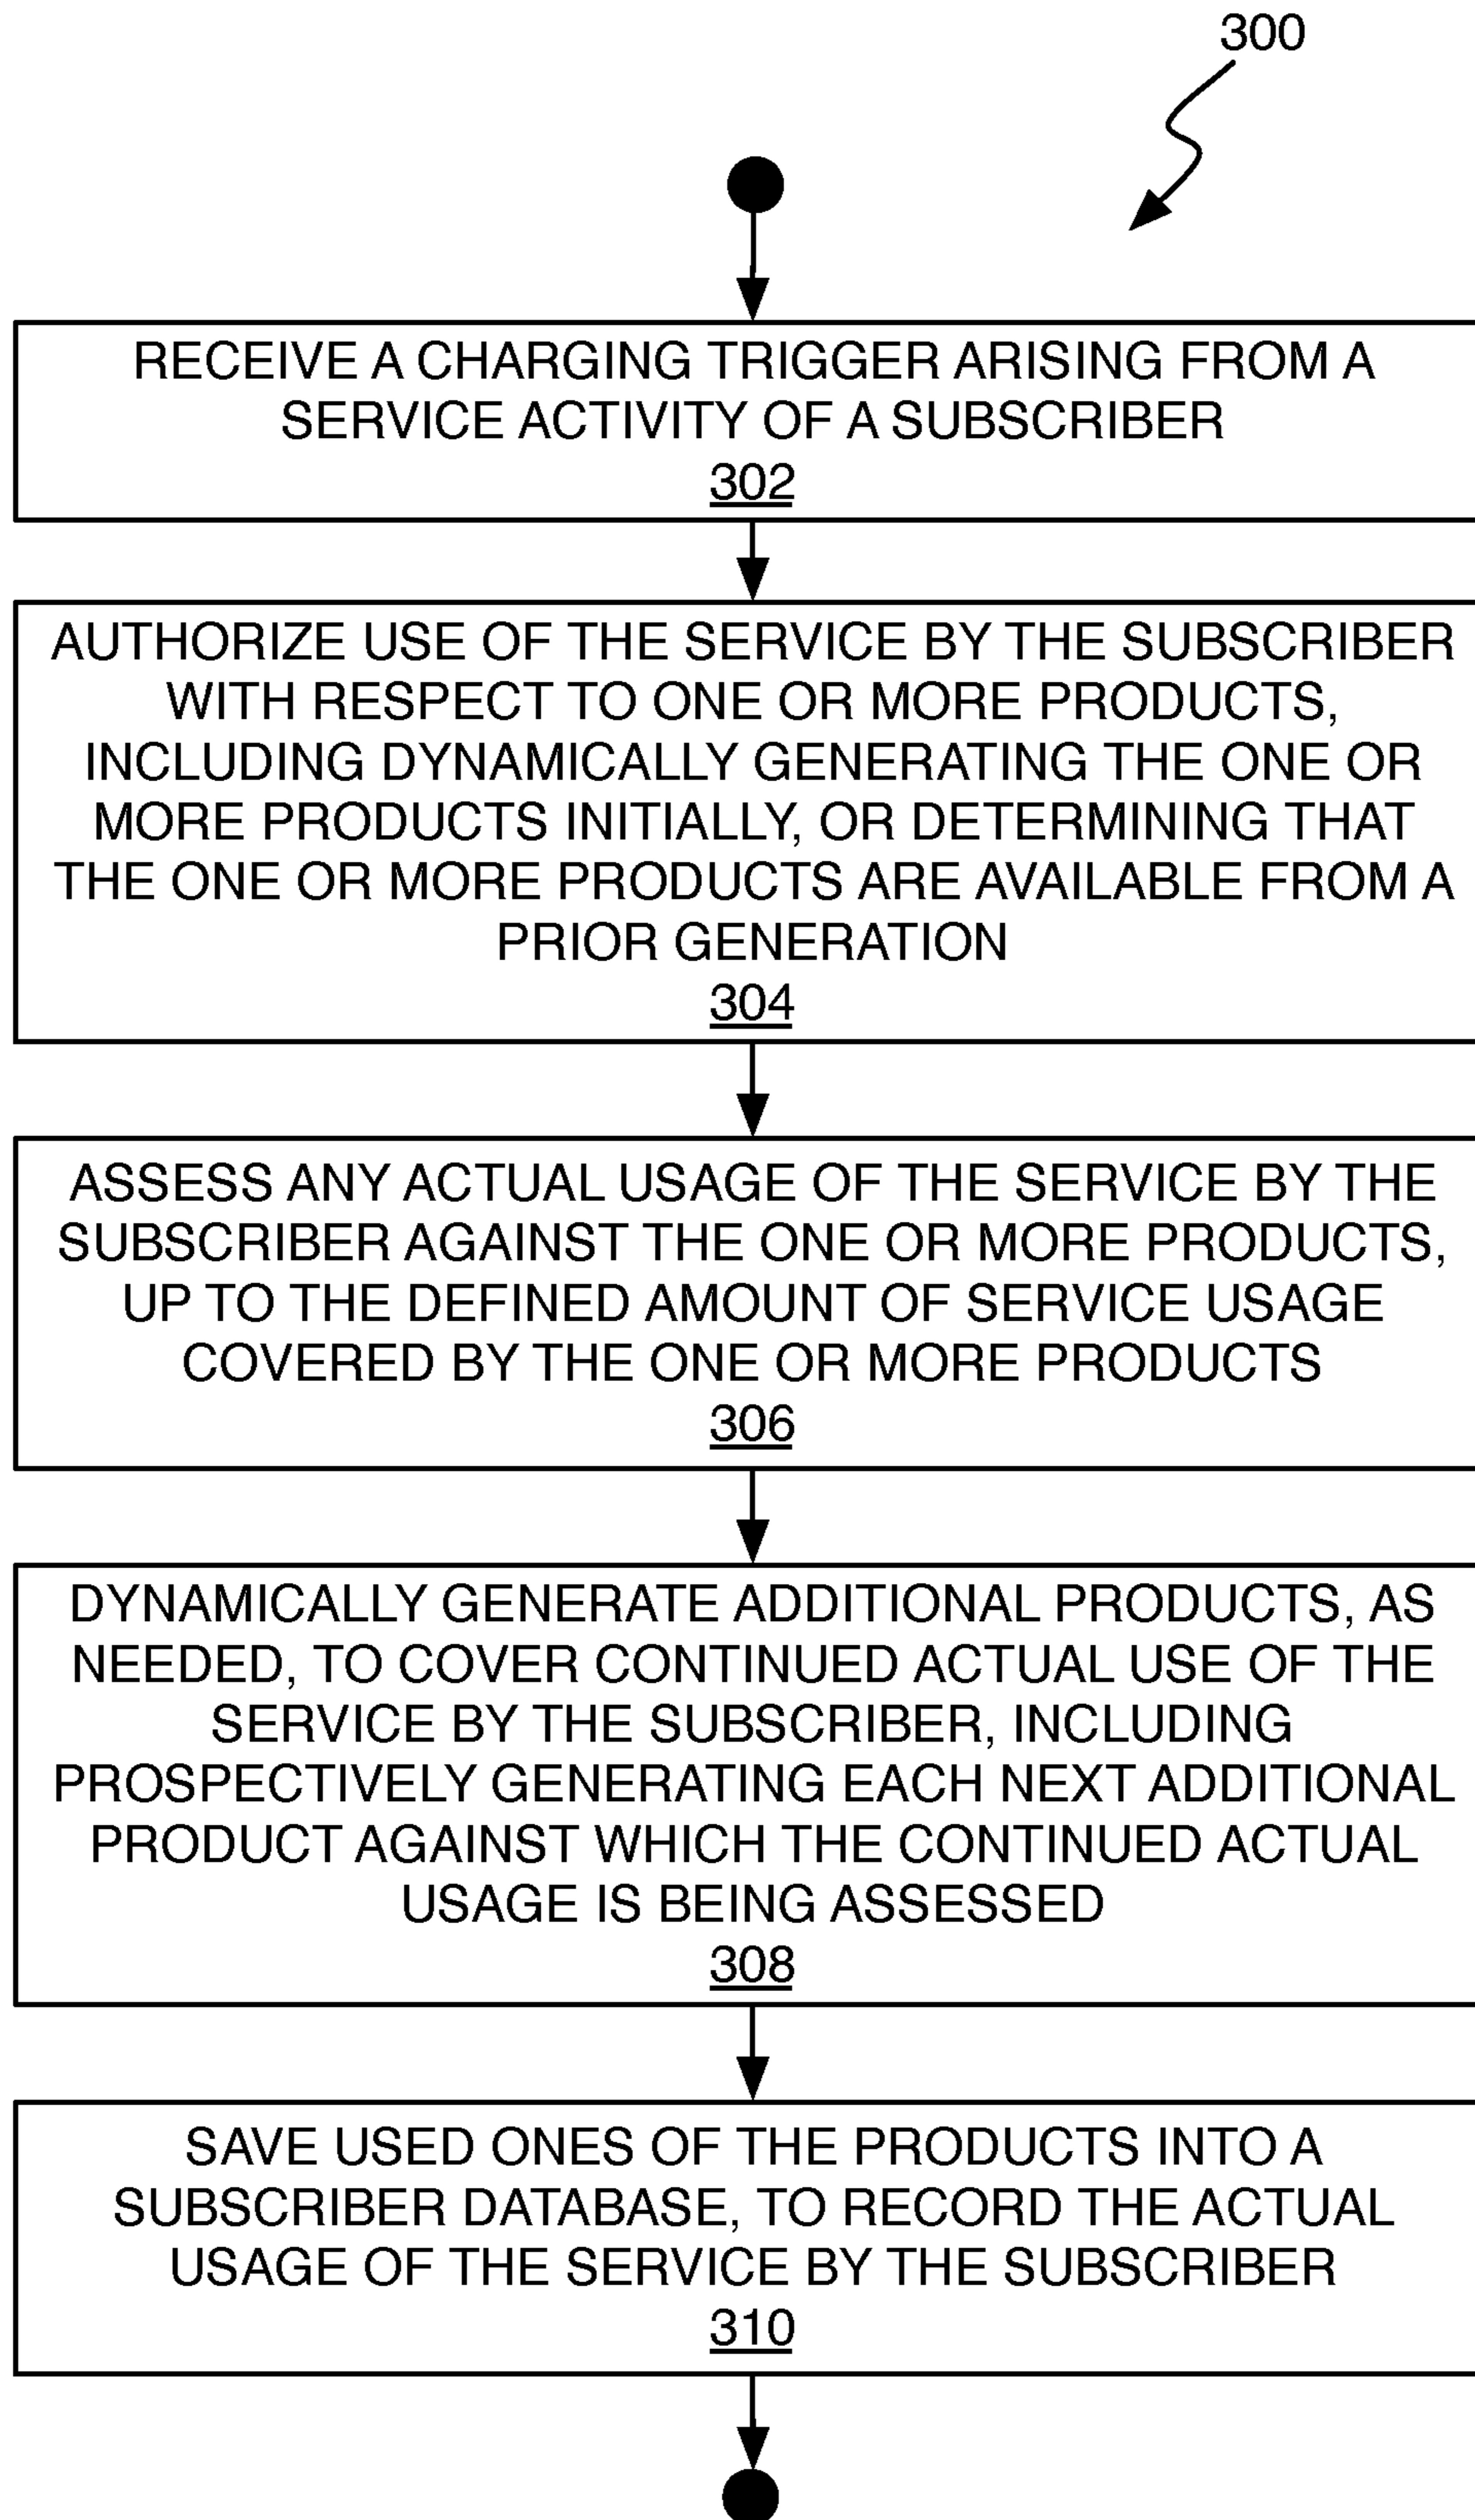 300
RECEIVE A CHARGING TRIGGER ARISING FROM A
SERVICE ACTIVITY OF A SUBSCRIBER
302
AUTHORIZE USE OF THE SERVICE BY THE SUBSCRIBER
WITH RESPECT TO ONE OR MORE PRODUCTS,
INCLUDING DYNAMICALLY GENERATING THE ONE OR
MORE PRODUCTS INITIALLY, OR DETERMINING THAT
THE ONE OR MORE PRODUCTS ARE AVAILABLE FROM A
PRIOR GENERATION
304
ASSESS ANY ACTUAL USAGE OF THE SERVICE BY THE
SUBSCRIBER AGAINST THE ONE OR MORE PRODUCTS,
UP TO THE DEFINED AMOUNT OF SERVICE USAGE
COVERED BY THE ONE OR MORE PRODUCTS
306
DYNAMICALLY GENERATE ADDITIONAL PRODUCTS, AS
NEEDED, TO COVER CONTINUED ACTUAL USE OF THE
SERVICE BY THE SUBSCRIBER, INCLUDING
PROSPECTIVELY GENERATING EACH NEXT ADDITIONAL
PRODUCT AGAINST WHICH THE CONTINUED ACTUAL
USAGE IS BEING ASSESSED
308
SAVE USED ONES OF THE PRODUCTS INTO A
SUBSCRIBER DATABASE, TO RECORD THE ACTUAL
USAGE OF THE SERVICE BY THE SUBSCRIBER
310